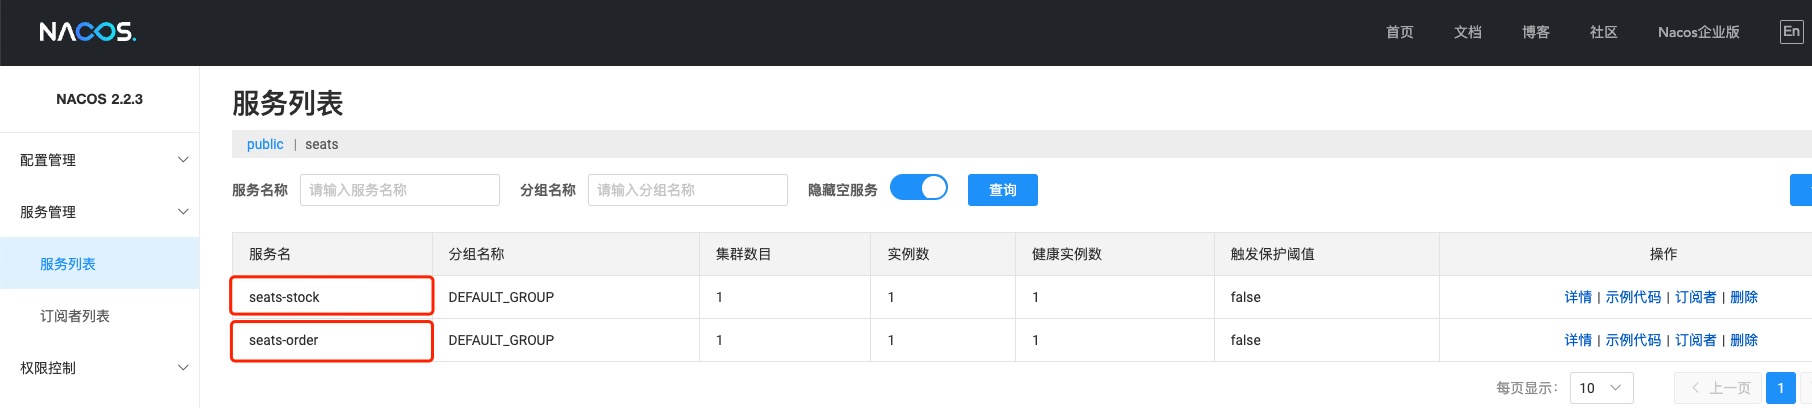 NACOS.
首页 文档 博客 社区 Nacos企业版 En
NACOS 2.2.3
配置管理
服务管理
服务列表
订阅者列表
权限控制
服务列表
public | seats
服务名称 请输入服务名称 分组名称 请输入分组名称 隐藏空服务 查询
服务名 分组名称 集群数目 实例数 健康实例数 触发保护阈值 操作
seats-stock DEFAULT_GROUP 1 1 1 false 详情 | 示例代码 | 订阅者 | 删除
seats-order DEFAULT_GROUP 1 1 1 false 详情 | 示例代码 | 订阅者 | 删除
每页显示: 10 上一页 1